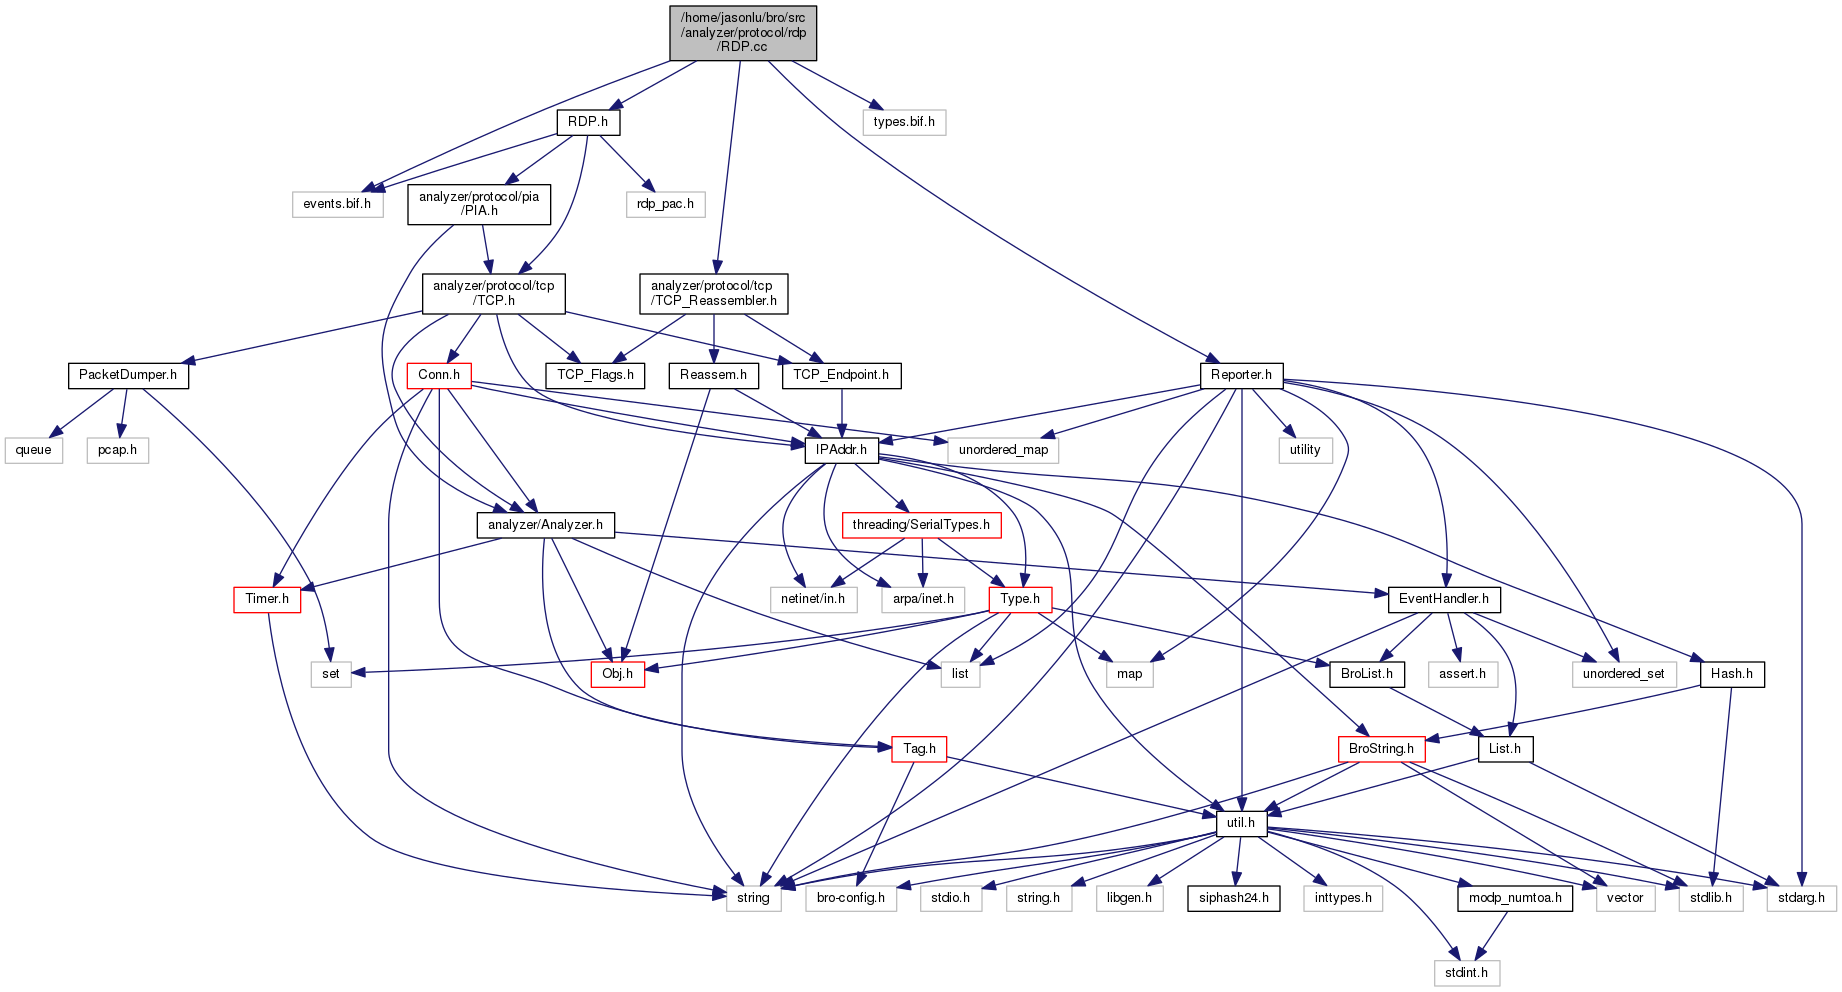 /home/jasonlu/bro/src
/analyzer/protocol/rdp
/RDP.cc
RDP.h
types.bif.h
events.bif.h
analyzer/protocol/pia
/PIA.h
rdp_pac.h
analyzer/protocol/tcp
/TCP.h
analyzer/protocol/tcp
/TCP_Reassembler.h
PacketDumper.h
Conn.h
TCP_Flags.h
Reassem.h
TCP_Endpoint.h
Reporter.h
queue
pcap.h
IPAddr.h
unordered_map
utility
analyzer/Analyzer.h
threading/SerialTypes.h
Timer.h
netinet/in.h
arpa/inet.h
Type.h
EventHandler.h
set
Obj.h
list
map
BroList.h
assert.h
unordered_set
Hash.h
Tag.h
BroString.h
List.h
util.h
string
bro-config.h
stdio.h
string.h
libgen.h
siphash24.h
inttypes.h
modp_numtoa.h
vector
stdlib.h
stdarg.h
stdint.h